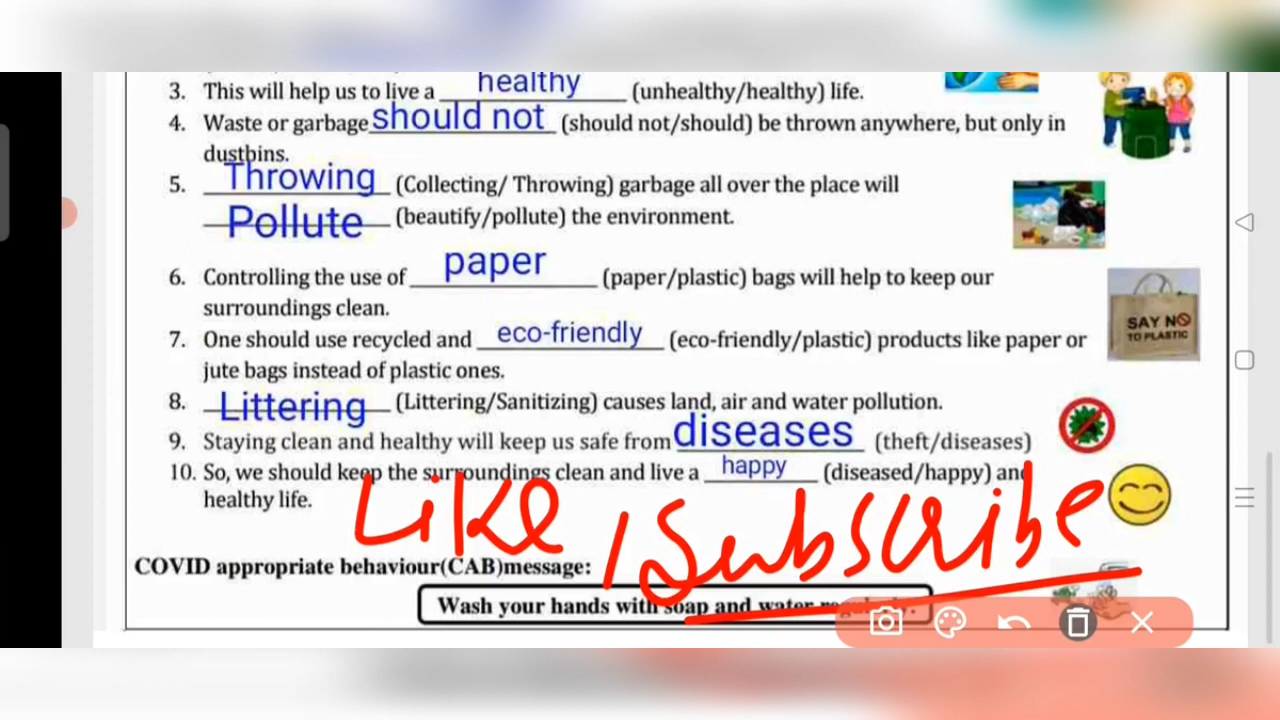 3. This will help us to live a healthy (unhealthy/healthy) life.
4. Waste or garbage should not (should not/should) be thrown anywhere, but only in
dustbins.
5. Throwing (Collecting/ Throwing) garbage all over the place will
Pollute (beautify/pollute) the environment.
6. Controlling the use of paper (paper/plastic) bags will help to keep our
surroundings clean.
SAY NO
TO PLASTIC
7. One should use recycled and eco-friendly (eco-friendly/plastic) products like paper or
jute bags instead of plastic ones.
8. Littering (Littering/Sanitizing) causes land, air and water pollution.
9. Staying clean and healthy will keep us safe from diseases (theft/diseases)
10. So, we should keep the surroundings clean and live a happy (diseased/happy) and
healthy life.
Like / Subscribe
COVID appropriate behaviour(CAB)message:
Wash your hands with soap and water regularly.